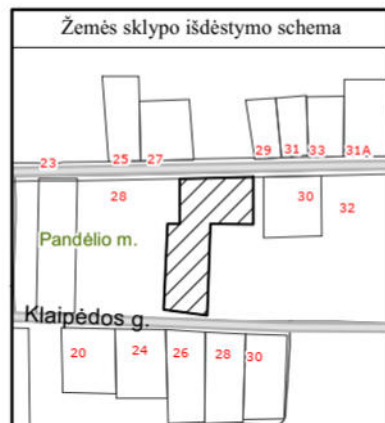 Žemės sklypo išdėstymo schema
23 25 27 29 31 33 31A
28 30 32
Pandėlio m.
Klaipėdos g.
20 24 26 28 30